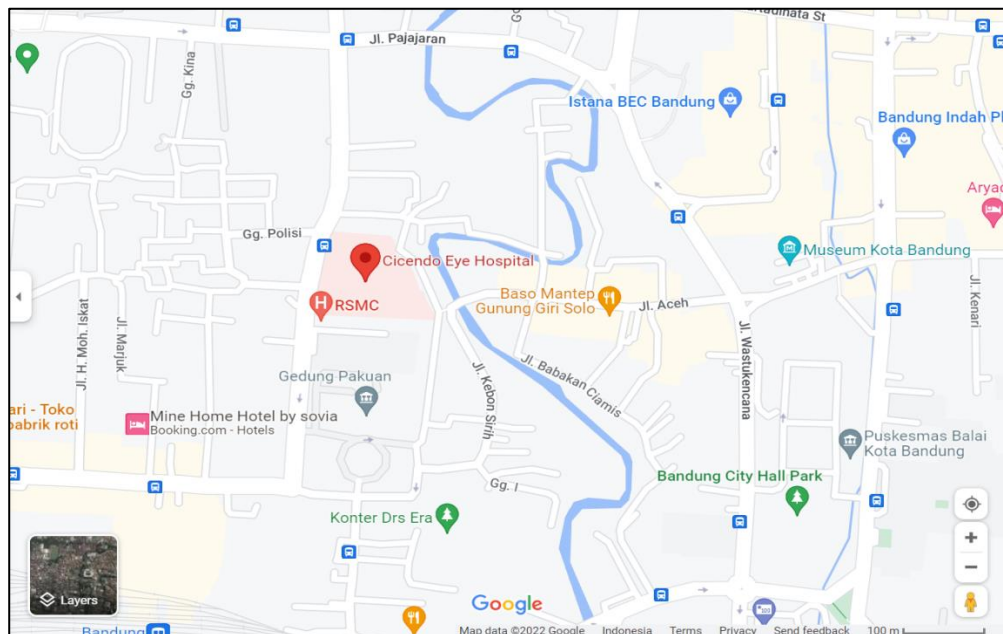 Jl. Pajajaran
Gg. Kina
Istana BEC Bandung
Bandung Indah Pl
Gg. Polisi
Cicendo Eye Hospital
Museum Kota Bandung
RSMC
Baso Mantep
Gunung Giri Solo
Jl. Aceh
Jl. Kenari
Jl. H. Moh. Iskat
Jl. Marjuk
Jl. Wastukencana
Gedung Pakuan
Jl. Kebon Sirih
Jl. Babakan Ciamis
ari - Toko
pabrik roti
Mine Home Hotel by sovia
Booking.com - Hotels
Puskesmas Balai
Kota Bandung
Bandung City Hall Park
Gg. I
Konter Drs Era
Layers
Google
Bandung
Map data ©2022 Google Indonesia Terms Privacy Send feedback 100 m